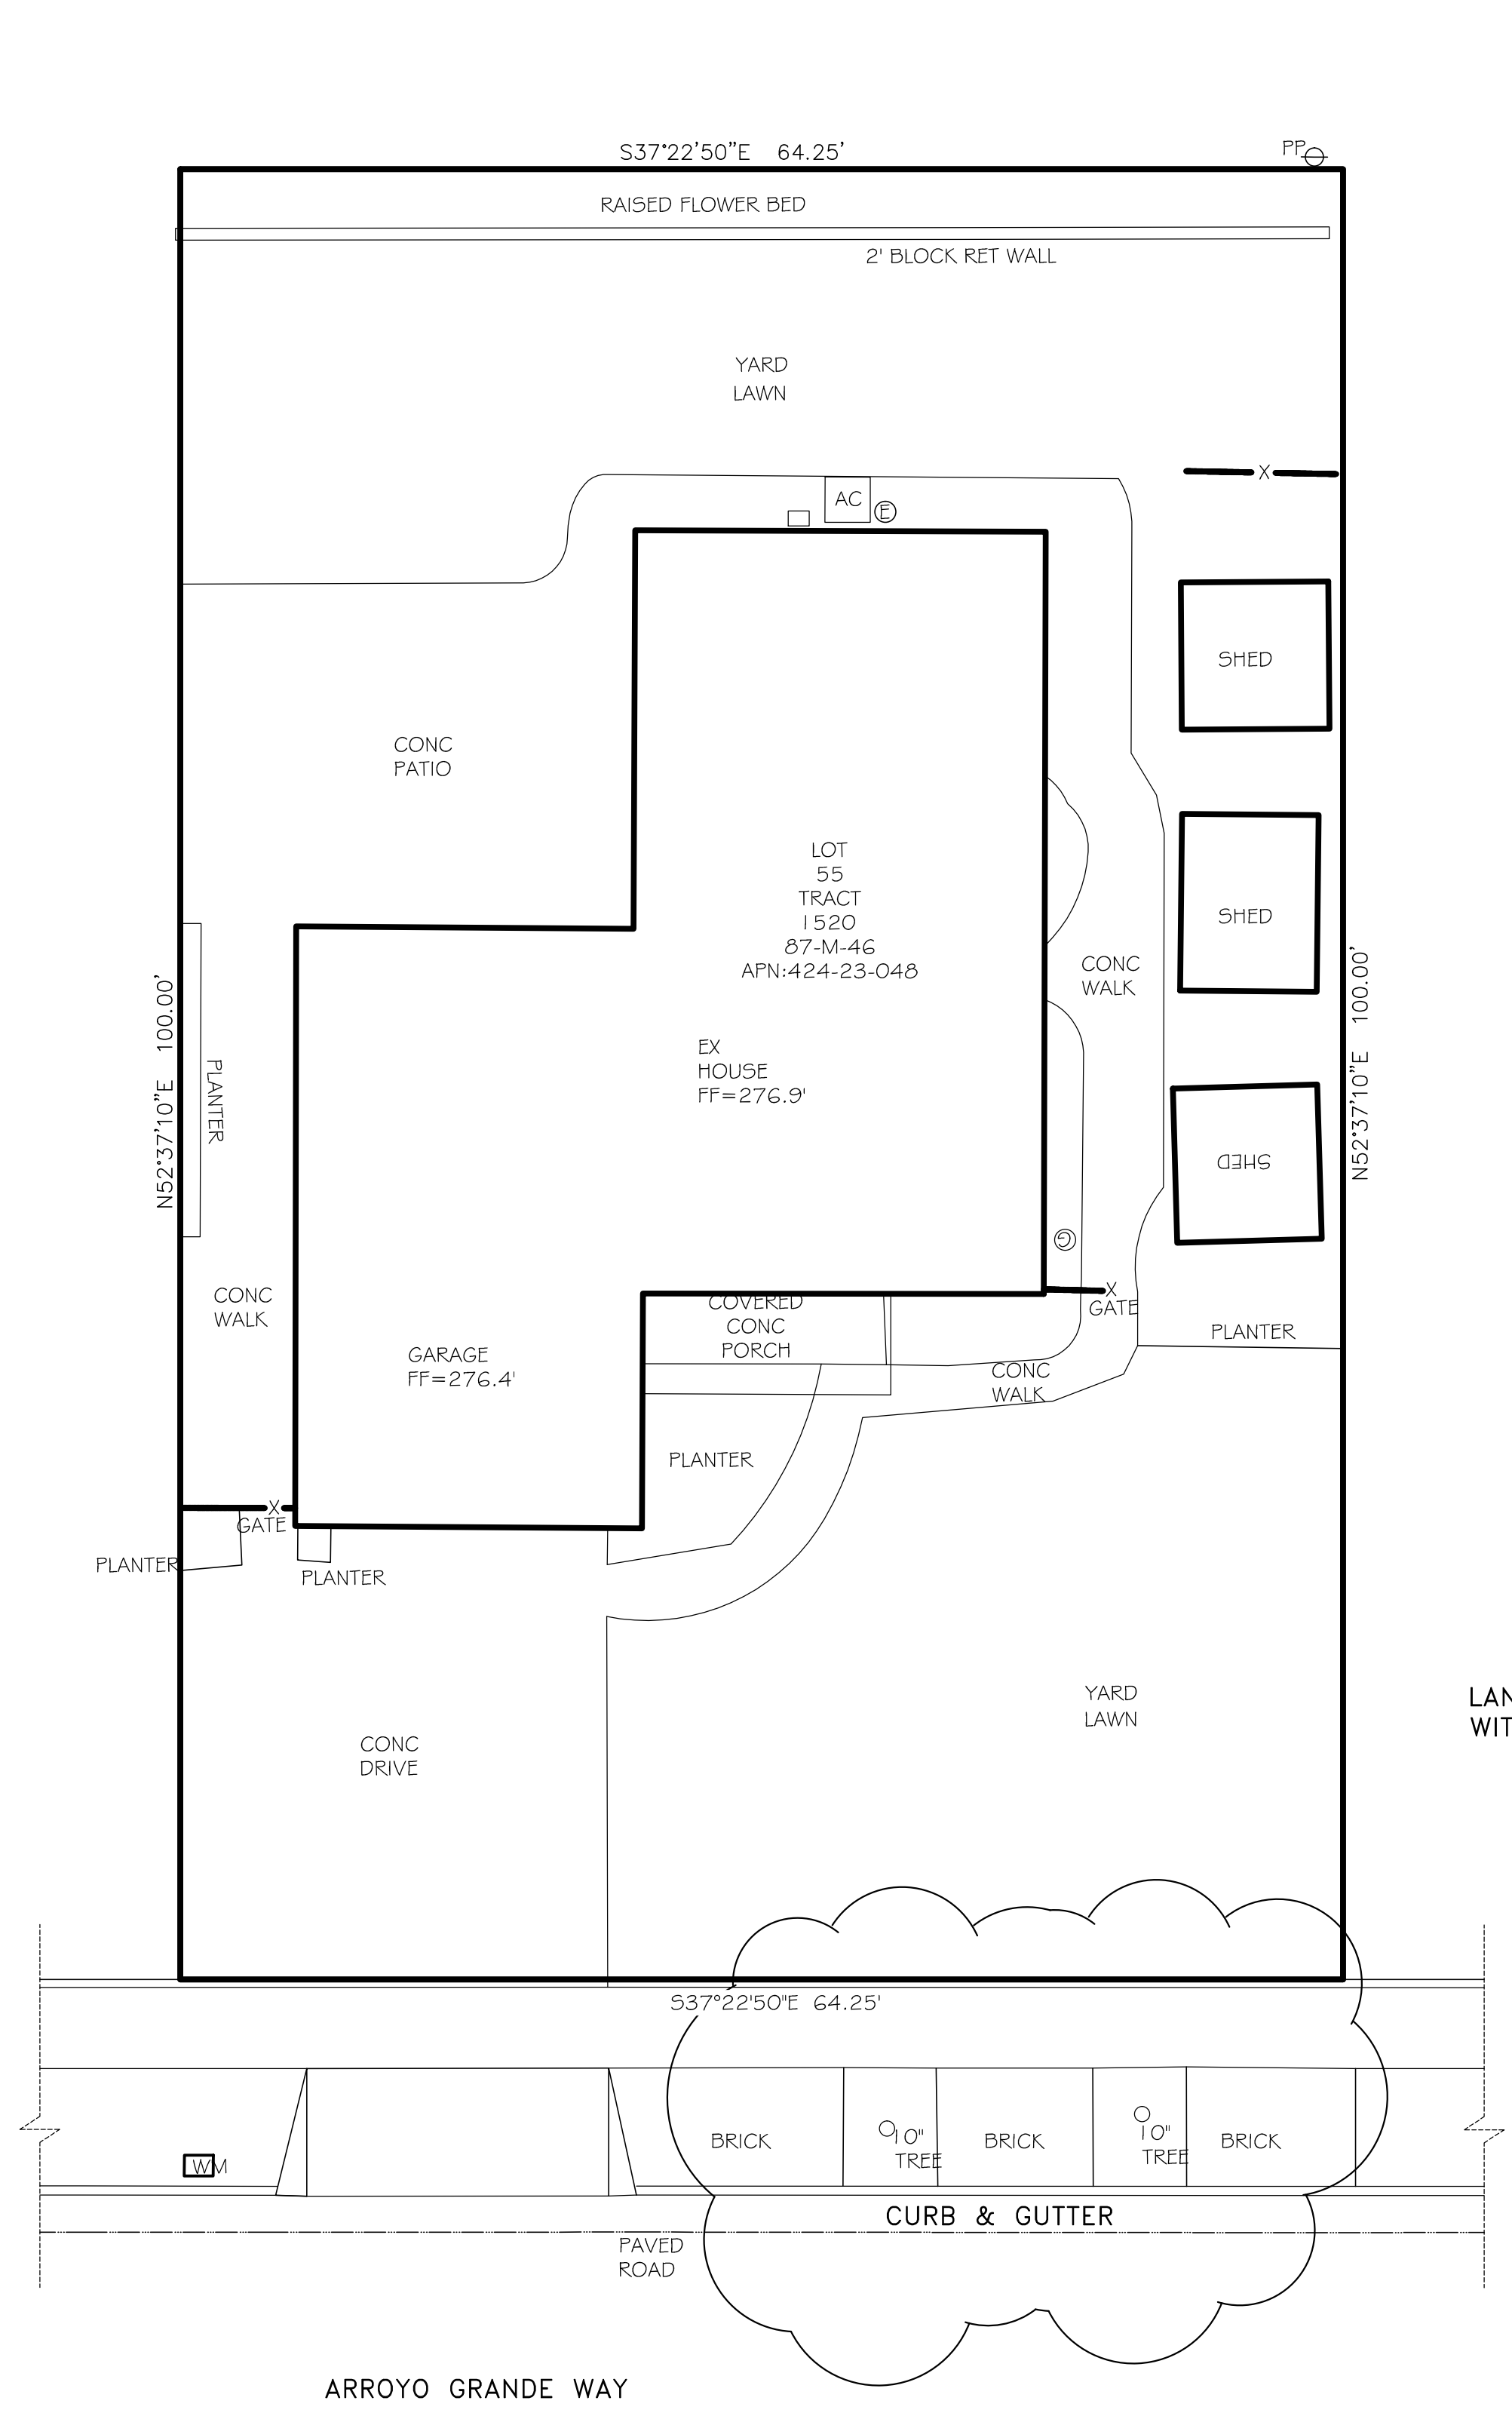 S37°22'50"E 64.25'
PP
RAISED FLOWER BED
2' BLOCK RET WALL
YARD
LAWN
X
AC
E
SHED
CONC
PATIO
LOT
55
TRACT
1520
87-M-46
APN:424-23-048
SHED
CONC
WALK
N52°37'10"E 100.00'
N52°37'10"E 100.00'
PLANTER
EX
HOUSE
FF=276.9'
SHED
G
X
GATE
CONC
WALK
COVERED
CONC
PORCH
PLANTER
GARAGE
FF=276.4'
CONC
WALK
PLANTER
X
GATE
PLANTER
PLANTER
YARD
LAWN
LAN
WIT
CONC
DRIVE
S37°22'50"E 64.25'
BRICK
10"
TREE
BRICK
10"
TREE
BRICK
WM
CURB & GUTTER
PAVED
ROAD
ARROYO GRANDE WAY